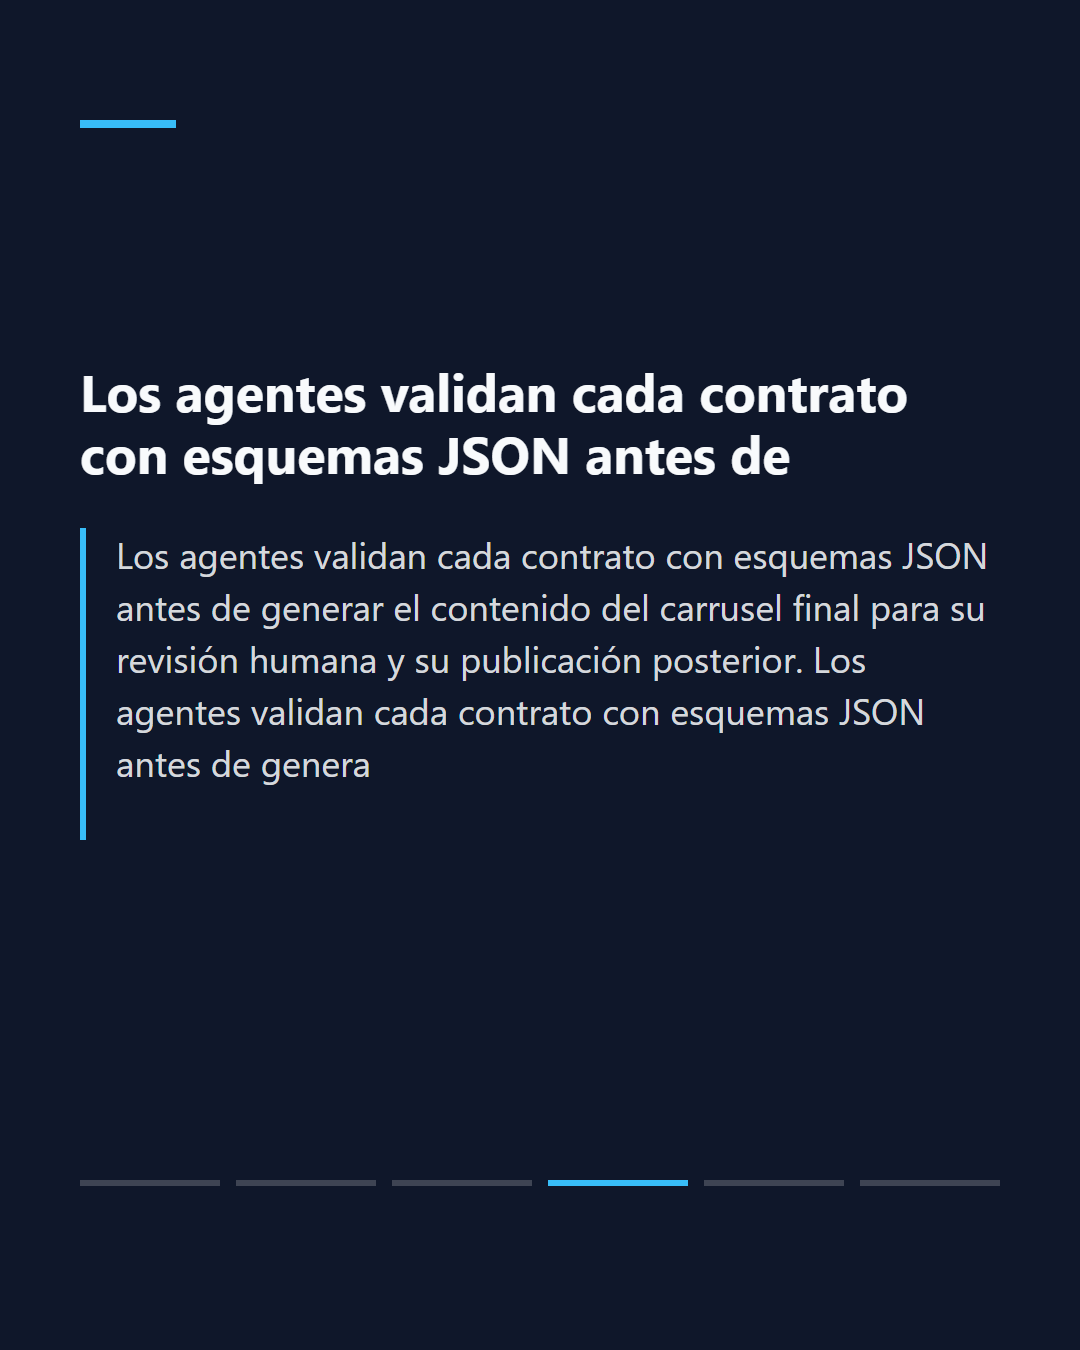 Los agentes validan cada contrato
con esquemas JSON antes de
Los agentes validan cada contrato con esquemas JSON
antes de generar el contenido del carrusel final para su
revisión humana y su publicación posterior. Los
agentes validan cada contrato con esquemas JSON
antes de genera